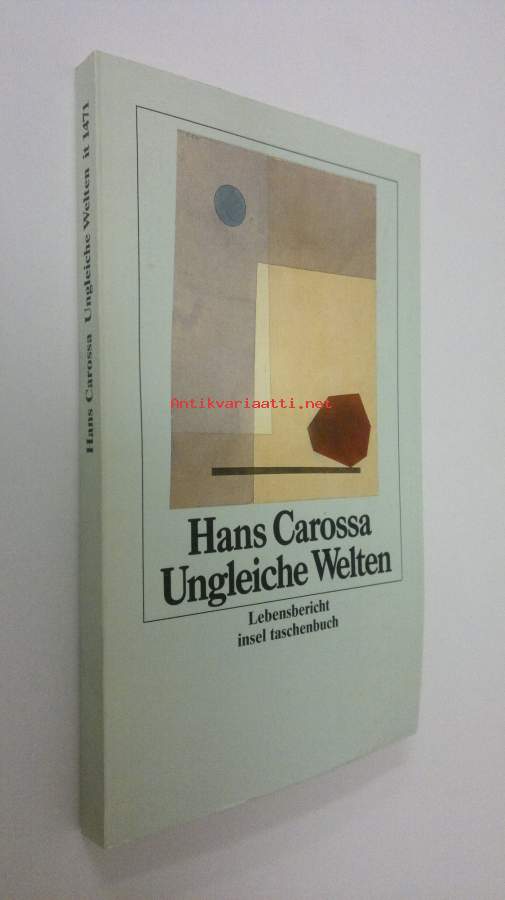 Hans Carossa Ungleiche Welten it 1471
Antikvariaatti.net
Hans Carossa
Ungleiche Welten
Lebensbericht
insel taschenbuch